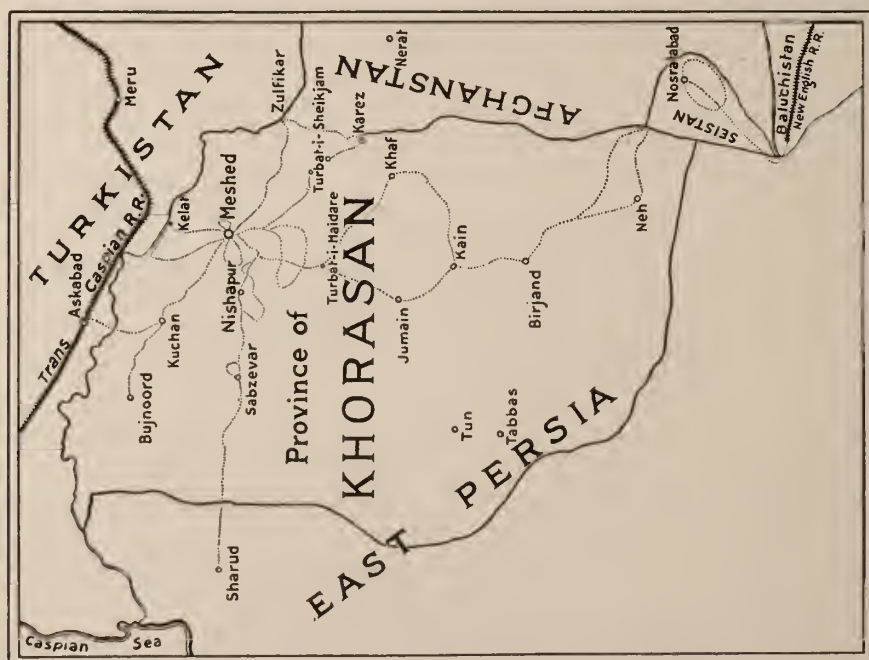 TURKISTAN
Meru
Askabad
Trans Caspian R.R.
Kelar
Bujnoord
Kuchan
Meshed
Nishapur
Sabzevar
Sharud
Caspian Sea
Zulfikar
Turbat-i-Sheikjam
Karez
Nerat
AFGHANSTAN
Turbat-i-Haidare
Province of
KHORASAN
Khaf
Jumain
Kain
Birjand
Tun
Tabbas
EAST PERSIA
Neh
Nosratabad
SEISTAN
Baluchistan
New English R.R.